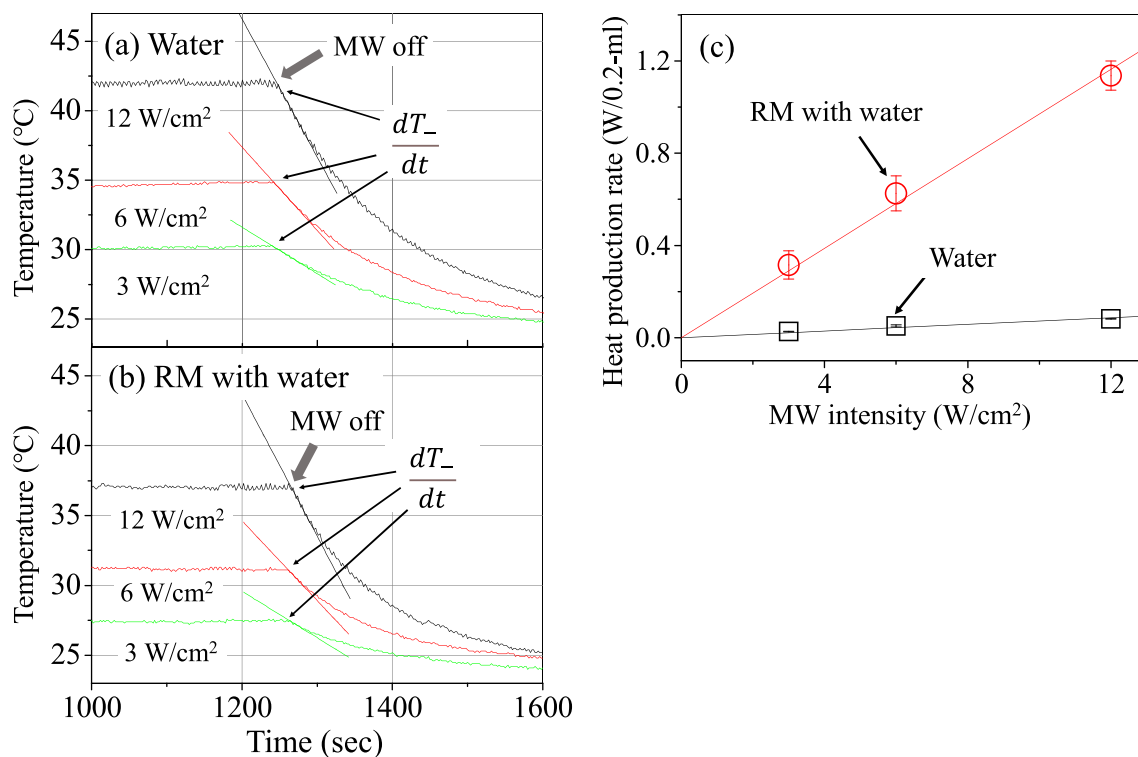 (a) Water
MW off
12 W/cm²
6 W/cm²
3 W/cm²
dT_
dt
Temperature (°C)
45
40
35
30
25
(b) RM with water
MW off
12 W/cm²
6 W/cm²
3 W/cm²
dT_
dt
Temperature (°C)
45
40
35
30
25
1000
1200
1400
1600
Time (sec)
(c)
RM with water
Water
Heat production rate (W/0.2-ml)
1.2
0.8
0.4
0.0
0
4
8
12
MW intensity (W/cm²)